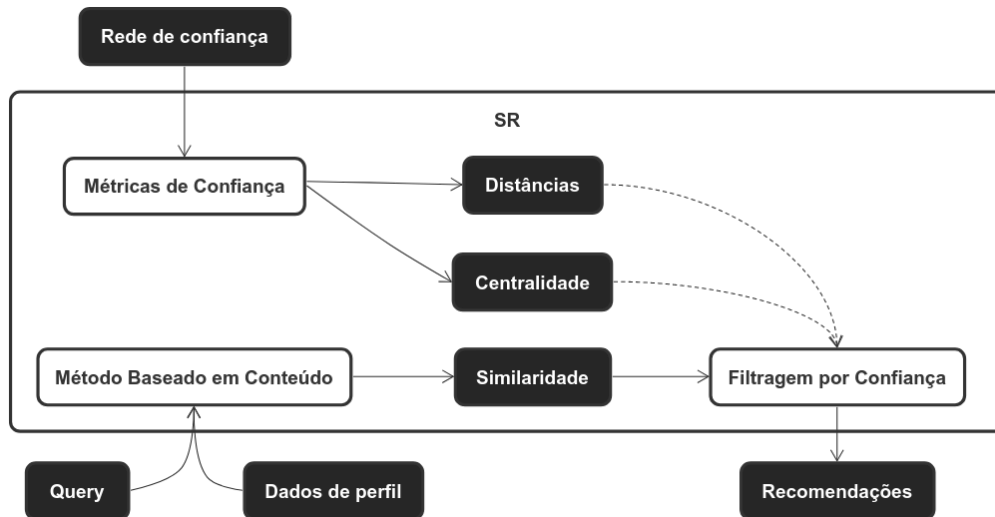 Rede de confiança
SR
Métricas de Confiança
Distâncias
Centralidade
Método Baseado em Conteúdo
Similaridade
Filtragem por Confiança
Query
Dados de perfil
Recomendações